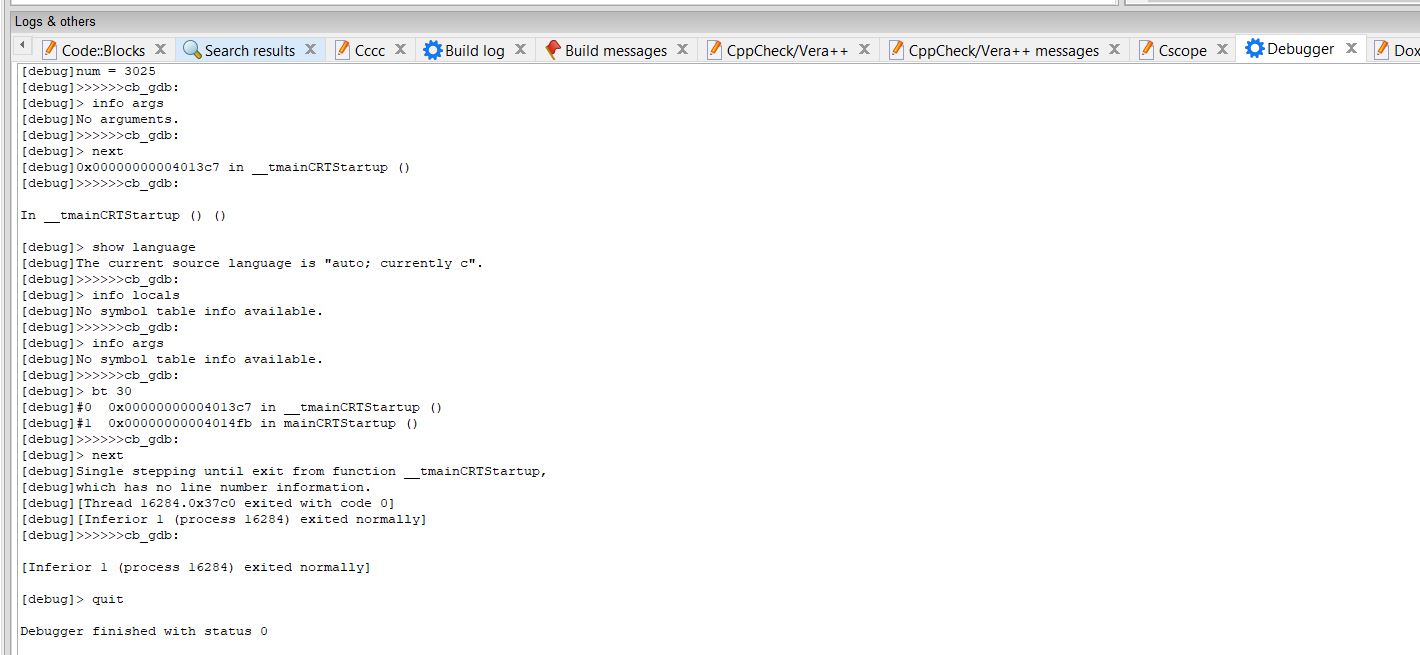 Logs & others
Code::Blocks X Search results X Cccc X Build log X Build messages X CppCheck/Vera++ X CppCheck/Vera++ messages X Cscope X Debugger X Dox
[debug]num = 3025
[debug]>>>>>>cb_gdb:
[debug]> info args
[debug]No arguments.
[debug]>>>>>>cb_gdb:
[debug]> next
[debug]0x00000000004013c7 in __tmainCRTStartup ()
[debug]>>>>>>cb_gdb:
In __tmainCRTStartup () ()
[debug]> show language
[debug]The current source language is "auto; currently c".
[debug]>>>>>>cb_gdb:
[debug]> info locals
[debug]No symbol table info available.
[debug]>>>>>>cb_gdb:
[debug]> info args
[debug]No symbol table info available.
[debug]>>>>>>cb_gdb:
[debug]> bt 30
[debug]#0  0x00000000004013c7 in __tmainCRTStartup ()
[debug]#1  0x00000000004014fb in mainCRTStartup ()
[debug]>>>>>>cb_gdb:
[debug]> next
[debug]Single stepping until exit from function __tmainCRTStartup,
[debug]which has no line number information.
[debug][Thread 16284.0x37c0 exited with code 0]
[debug][Inferior 1 (process 16284) exited normally]
[debug]>>>>>>cb_gdb:
[Inferior 1 (process 16284) exited normally]
[debug]> quit
Debugger finished with status 0